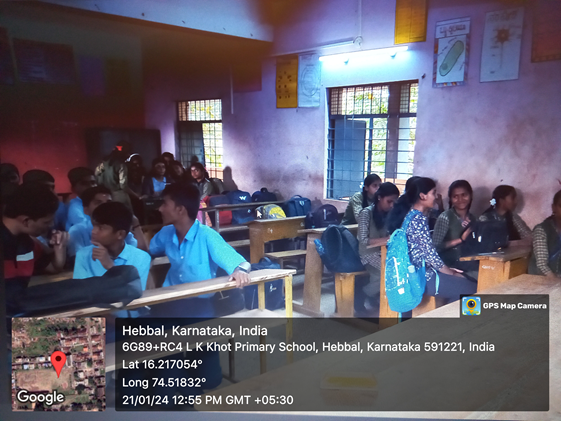 GPS Map Camera
Hebbal, Karnataka, India
6G89+RC4 L K Khot Primary School, Hebbal, Karnataka 591221, India
Lat 16.217054°
Long 74.51832°
21/01/24 12:55 PM GMT +05:30
Google